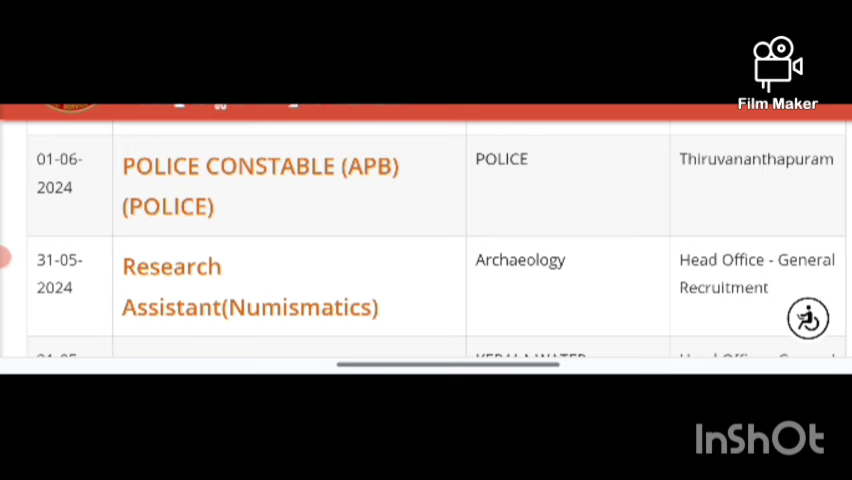 Film Maker
01-06-
2024
POLICE CONSTABLE (APB)
(POLICE)
POLICE
Thiruvananthapuram
31-05-
2024
Research
Assistant(Numismatics)
Archaeology
Head Office - General
Recruitment
InShOt